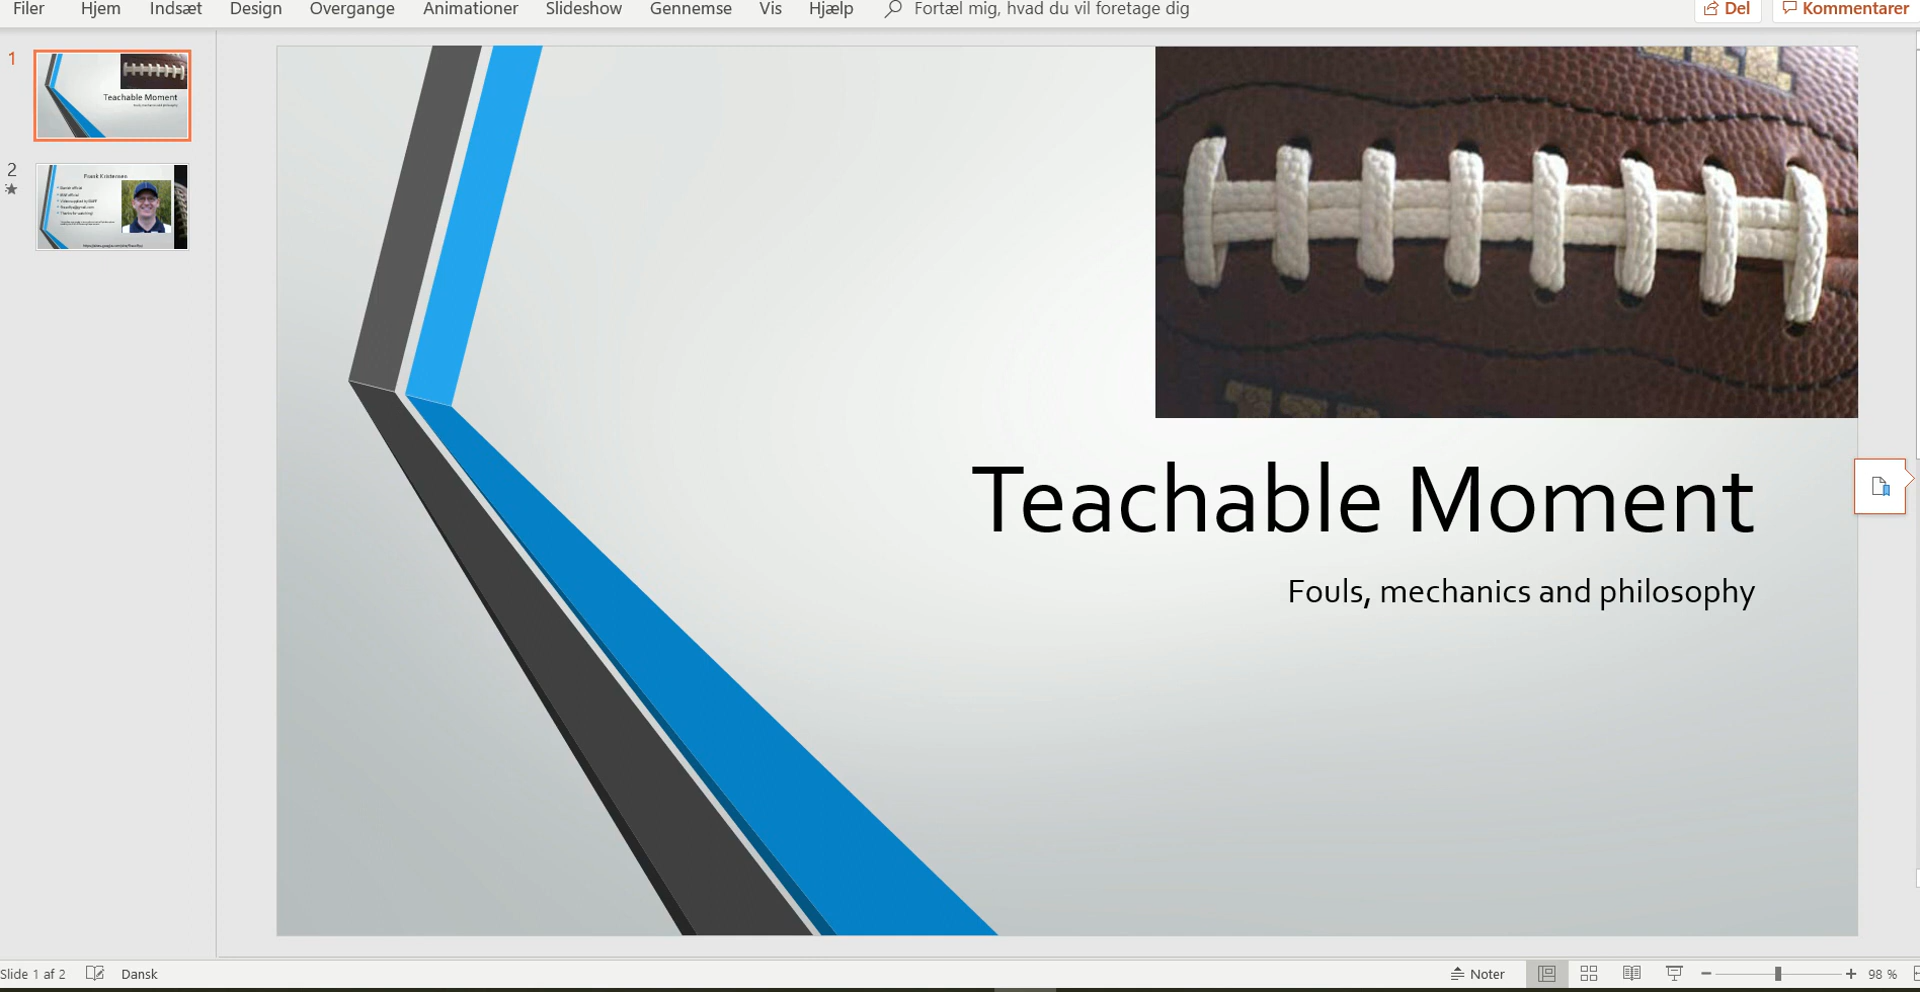 Filer Hjem Indsæt Design Overgange Animationer Slideshow Gennemse Vis Hjælp Fortæl mig, hvad du vil foretage dig Del Kommentarer
1
Teachable Moment
2
Frank Kristensen
Teachable Moment
Fouls, mechanics and philosophy
Slide 1 af 2 Dansk Noter 98 %